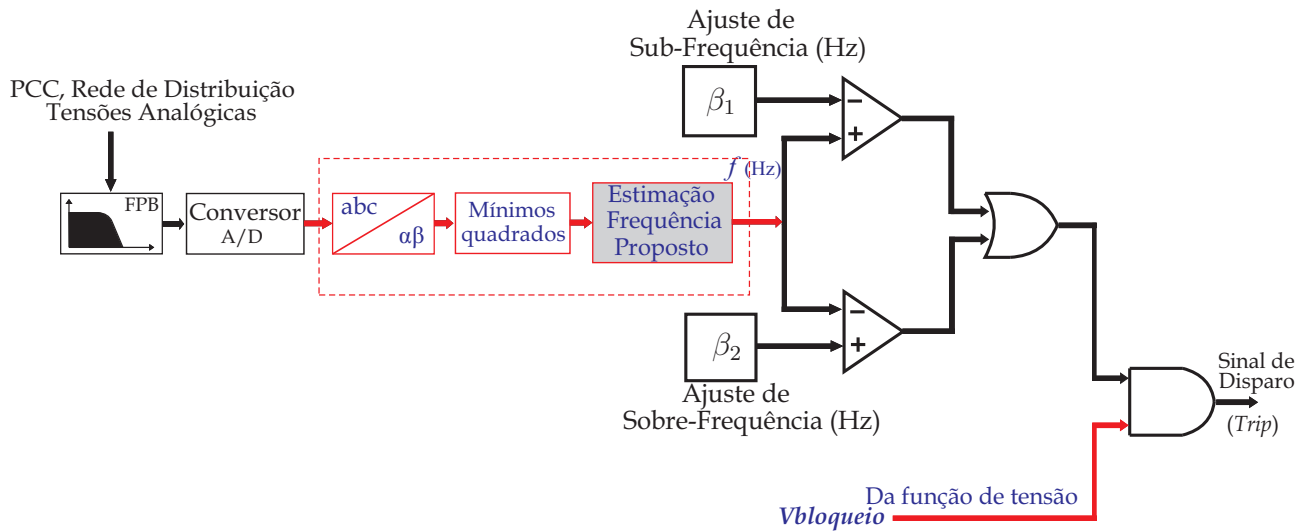 Ajuste de
Sub-Frequência (Hz)
β1
−
+
PCC, Rede de Distribuição
Tensões Analógicas
FPB
Conversor
A/D
abc
αβ
Mínimos
quadrados
Estimação
Frequência
Proposto
f (Hz)
−
+
β2
Ajuste de
Sobre-Frequência (Hz)
Sinal de
Disparo
(Trip)
Da função de tensão
Vbloqueio